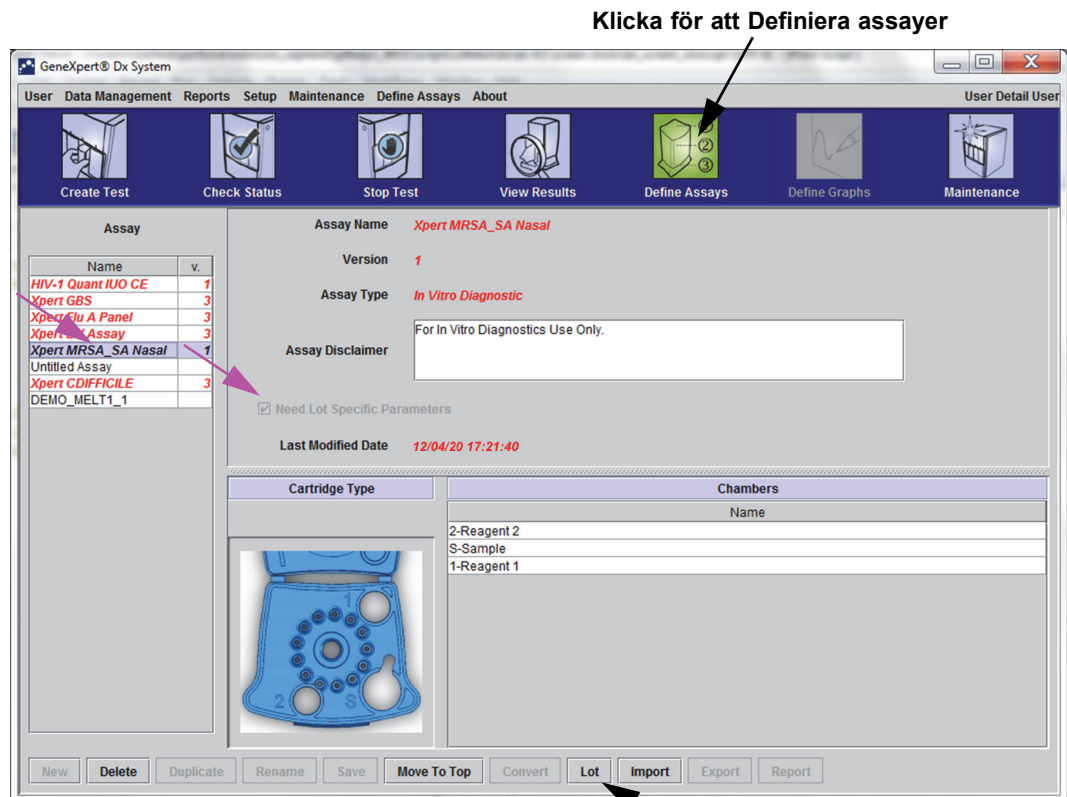 Klicka för att Definiera assayer
GeneXpert® Dx System
User Data Management Reports Setup Maintenance Define Assays About User Detail User
Create Test Check Status Stop Test View Results Define Assays Define Graphs Maintenance
Assay
Name v.
HIV-1 Quant IUO CE 1
Xpert GBS 3
Xpert Flu A Panel 3
Xpert Assay 3
Xpert MRSA_SA Nasal 1
Untitled Assay
Xpert CDIFFICILE 3
DEMO_MELT1_1
Assay Name Xpert MRSA_SA Nasal
Version 1
Assay Type In Vitro Diagnostic
Assay Disclaimer For In Vitro Diagnostics Use Only.
Need Lot Specific Parameters
Last Modified Date 12/04/20 17:21:40
Cartridge Type
1
2 S
Chambers
Name
2-Reagent 2
S-Sample
1-Reagent 1
New Delete Duplicate Rename Save Move To Top Convert Lot Import Export Report